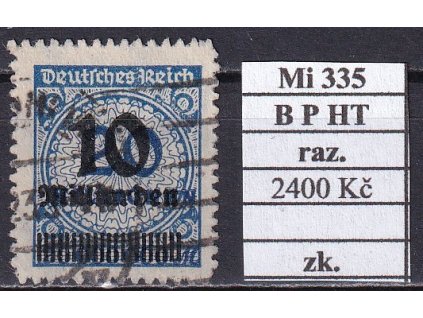 Deutsches Reich
10
Milliarden
Mi 335
B P HT
raz.
2400 Kč
zk.